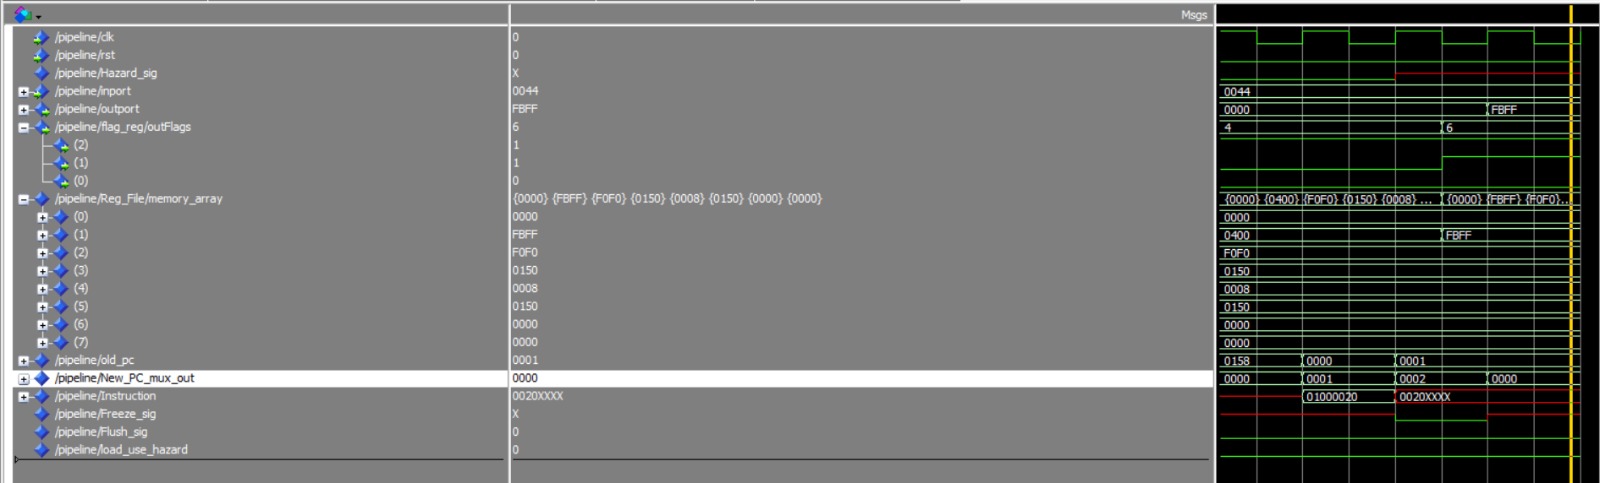 Msgs
/pipeline/clk 0
/pipeline/rst 0
/pipeline/Hazard_sig X
/pipeline/inport 0044 0044
/pipeline/outport FBFF 0000 FBFF
/pipeline/flag_reg/outFlags 6 4 6
(2) 1
(1) 1
(0) 0
/pipeline/Reg_File/memory_array {0000} {FBFF} {F0F0} {0150} {0008} {0150} {0000} {0000} {0000} {0400} {F0F0} {0150} {0008} ... {0000} {FBFF} {F0F0}...
(0) 0000 0000
(1) FBFF 0400 FBFF
(2) F0F0 F0F0
(3) 0150 0150
(4) 0008 0008
(5) 0150 0150
(6) 0000 0000
(7) 0000 0000
/pipeline/old_pc 0001 0158 0000 0001
/pipeline/New_PC_mux_out 0000 0000 0001 0002 0000
/pipeline/Instruction 0020XXXX 01000020 0020XXXX
/pipeline/Freeze_sig X
/pipeline/Flush_sig 0
/pipeline/load_use_hazard 0